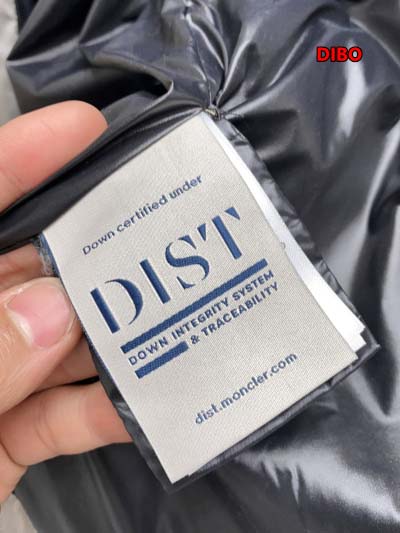 DIBO
Down certified under
DIST
DOWN INTEGRITY SYSTEM
& TRACEABILITY
dist.moncler.com